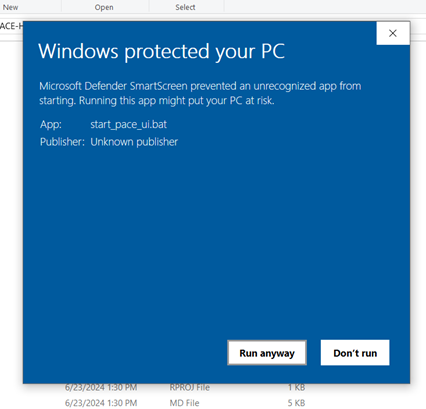 New Open Select
ACE-H
Windows protected your PC
Microsoft Defender SmartScreen prevented an unrecognized app from
starting. Running this app might put your PC at risk.
App: start_pace_ui.bat
Publisher: Unknown publisher
Run anyway Don't run
6/23/2024 1:30 PM RPROJ File 1 KB
6/23/2024 1:30 PM MD File 5 KB